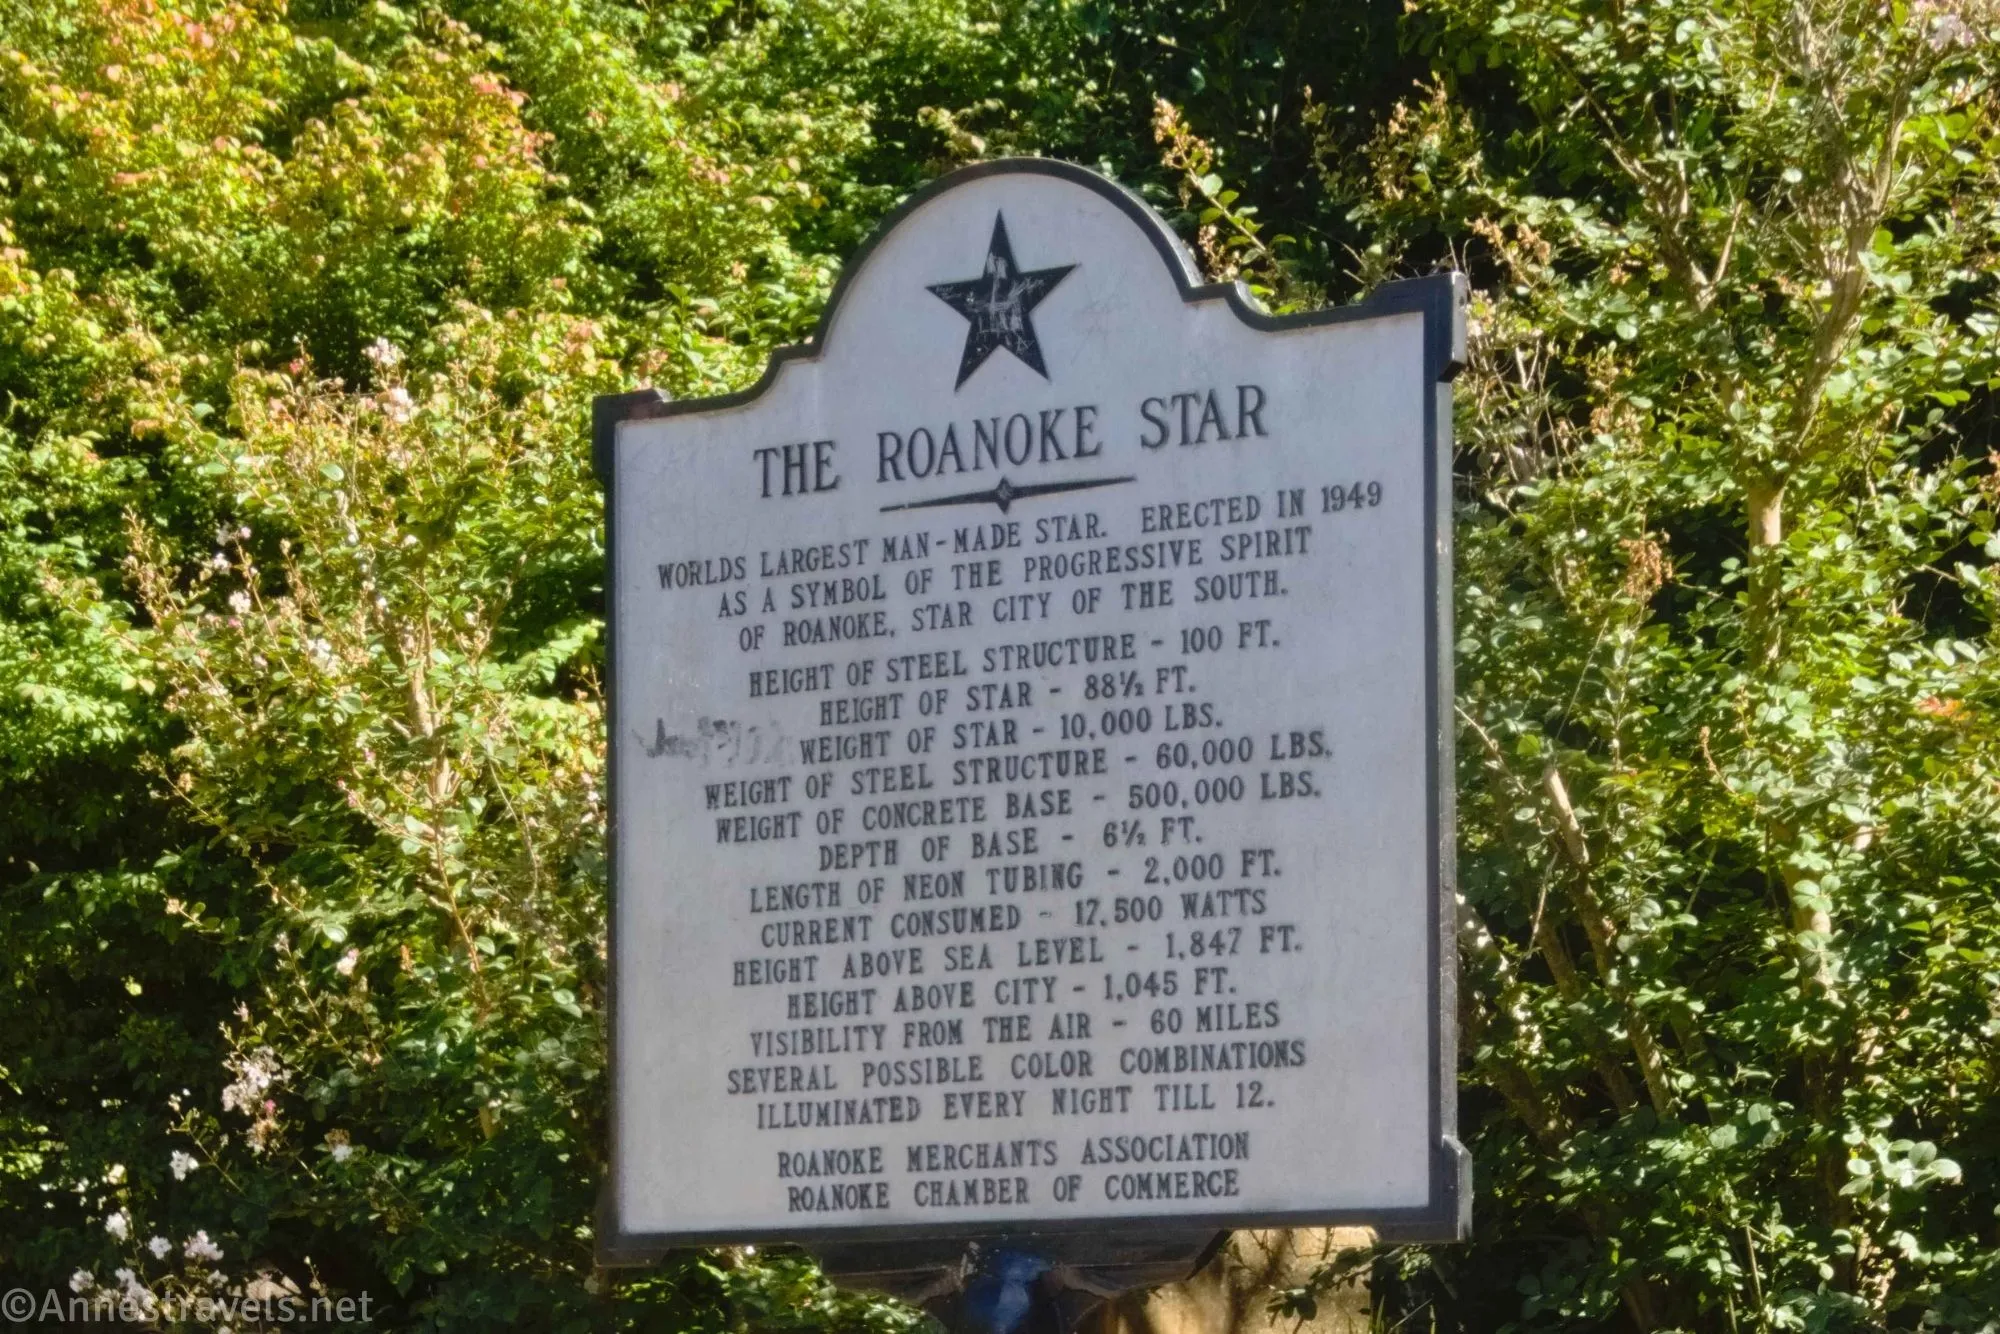 THE ROANOKE STAR
WORLDS LARGEST MAN-MADE STAR. ERECTED IN 1949
AS A SYMBOL OF THE PROGRESSIVE SPIRIT
OF ROANOKE, STAR CITY OF THE SOUTH.
HEIGHT OF STEEL STRUCTURE - 100 FT.
HEIGHT OF STAR - 88½ FT.
WEIGHT OF STAR - 10,000 LBS.
WEIGHT OF STEEL STRUCTURE - 60,000 LBS.
WEIGHT OF CONCRETE BASE - 500,000 LBS.
DEPTH OF BASE - 6½ FT.
LENGTH OF NEON TUBING - 2,000 FT.
CURRENT CONSUMED - 17,500 WATTS
HEIGHT ABOVE SEA LEVEL - 1,847 FT.
HEIGHT ABOVE CITY - 1,045 FT.
VISIBILITY FROM THE AIR - 60 MILES
SEVERAL POSSIBLE COLOR COMBINATIONS
ILLUMINATED EVERY NIGHT TILL 12.
ROANOKE MERCHANTS ASSOCIATION
ROANOKE CHAMBER OF COMMERCE
©Annestravels.net